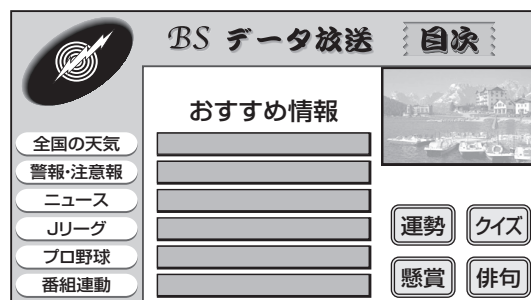 BS データ放送 目次
おすすめ情報
全国の天気
警報・注意報
ニュース
Jリーグ
プロ野球
番組連動
運勢 クイズ
懸賞 俳句